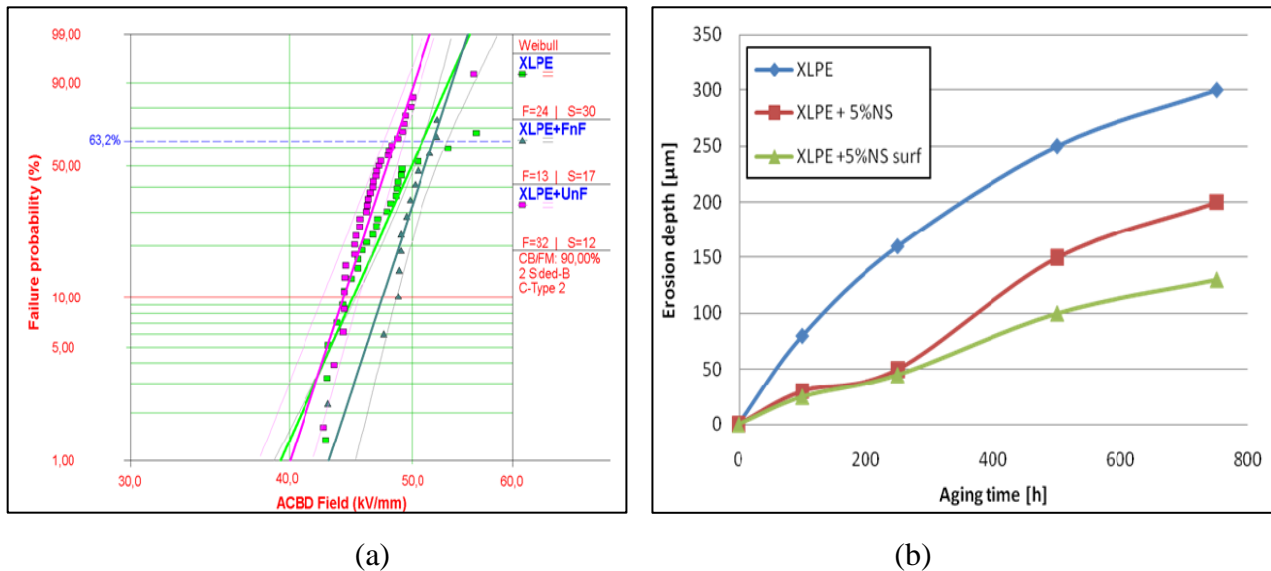 99,00
90,00
63,2%
50,00
10,00
5,00
1,00
Failure probability (%)
30,0
40,0
50,0
60,0
ACBD Field (kV/mm)
Weibull
XLPE
F=24 | S=30
XLPE+FnF
F=13 | S=17
XLPE+UnF
F=32 | S=12
CB/FM: 90,00%
2 Sided-B
C-Type 2
(a)
350
300
250
200
150
100
50
0
Erosion depth [µm]
XLPE
XLPE + 5%NS
XLPE +5%NS surf
0
200
400
600
800
Aging time [h]
(b)